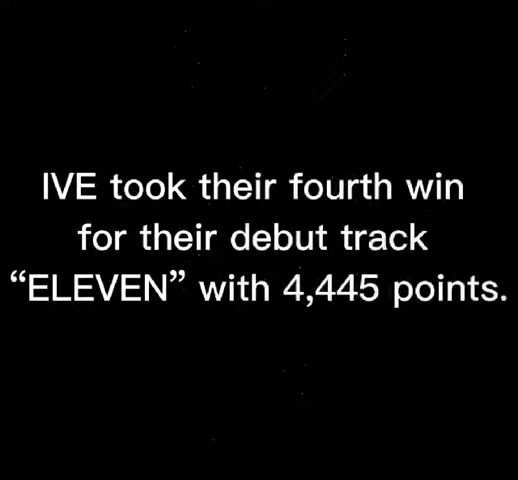 IVE took their fourth win
for their debut track
“ELEVEN” with 4,445 points.